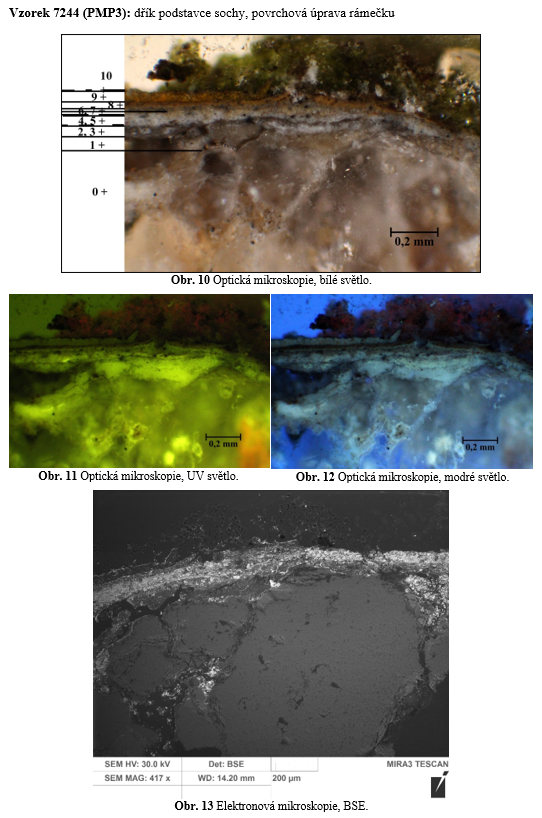 Vzorek 7244 (PMP3): dřík podstavce sochy, povrchová úprava rámečku
10
9 +
8 +
6, 7 +
4, 5 +
2, 3 +
1 +
0 +
0,2 mm
Obr. 10 Optická mikroskopie, bílé světlo.
0,2 mm
0,2 mm
Obr. 11 Optická mikroskopie, UV světlo.
Obr. 12 Optická mikroskopie, modré světlo.
SEM HV: 30.0 kV
Det: BSE
MIRA3 TESCAN
SEM MAG: 417 x
WD: 14.20 mm
200 µm
Obr. 13 Elektronová mikroskopie, BSE.